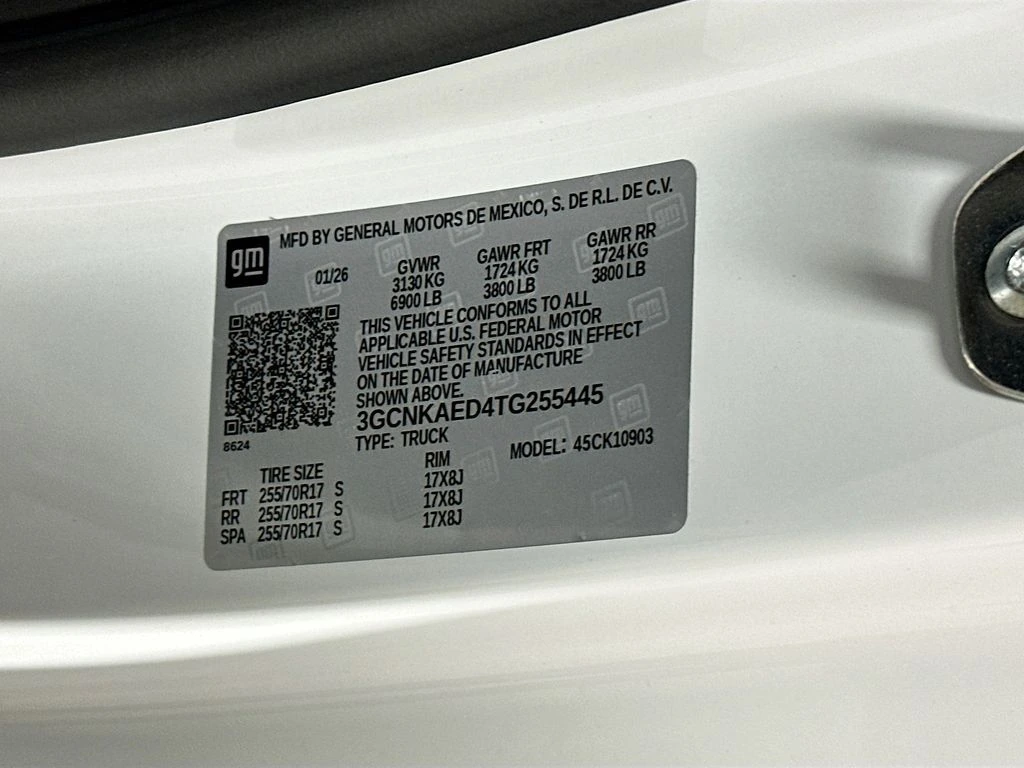 gm
MFD BY GENERAL MOTORS DE MEXICO, S. DE R.L. DE C.V.
01/26
GVWR
3130 KG
6900 LB
GAWR FRT
1724 KG
3800 LB
GAWR RR
1724 KG
3800 LB
THIS VEHICLE CONFORMS TO ALL
APPLICABLE U.S. FEDERAL MOTOR
VEHICLE SAFETY STANDARDS IN EFFECT
ON THE DATE OF MANUFACTURE
SHOWN ABOVE.
3GCNKAED4TG255445
8624
TYPE: TRUCK
MODEL: 45CK10903
TIRE SIZE RIM
FRT 255/70R17 S 17X8J
RR 255/70R17 S 17X8J
SPA 255/70R17 S 17X8J